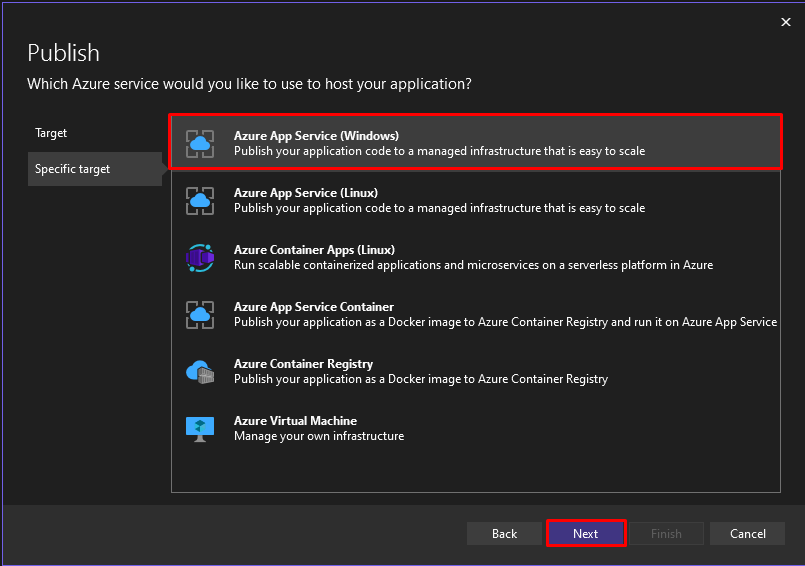 Publish
Which Azure service would you like to use to host your application?
Target
Specific target
Azure App Service (Windows)
Publish your application code to a managed infrastructure that is easy to scale
Azure App Service (Linux)
Publish your application code to a managed infrastructure that is easy to scale
Azure Container Apps (Linux)
Run scalable containerized applications and microservices on a serverless platform in Azure
Azure App Service Container
Publish your application as a Docker image to Azure Container Registry and run it on Azure App Service
Azure Container Registry
Publish your application as a Docker image to Azure Container Registry
Azure Virtual Machine
Manage your own infrastructure
Back
Next
Finish
Cancel